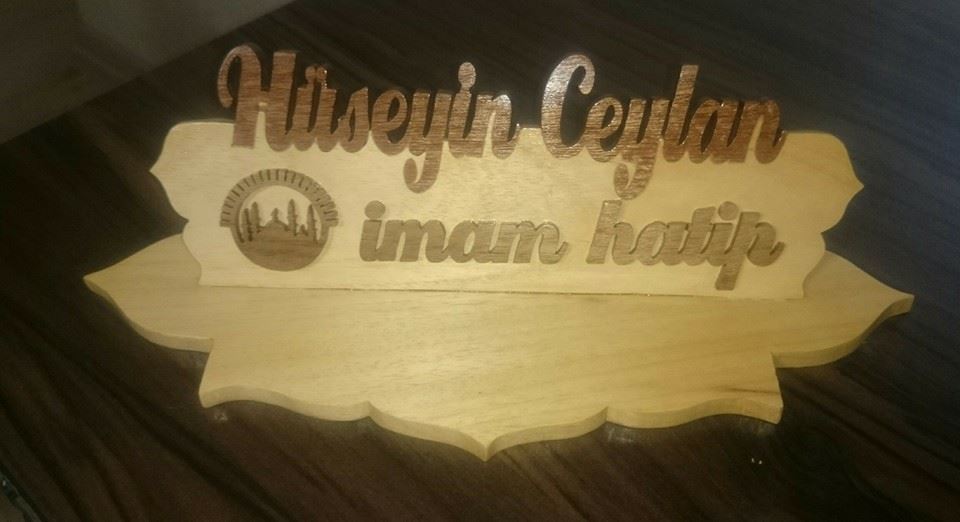 Hüseyin Ceylan
imam hatip